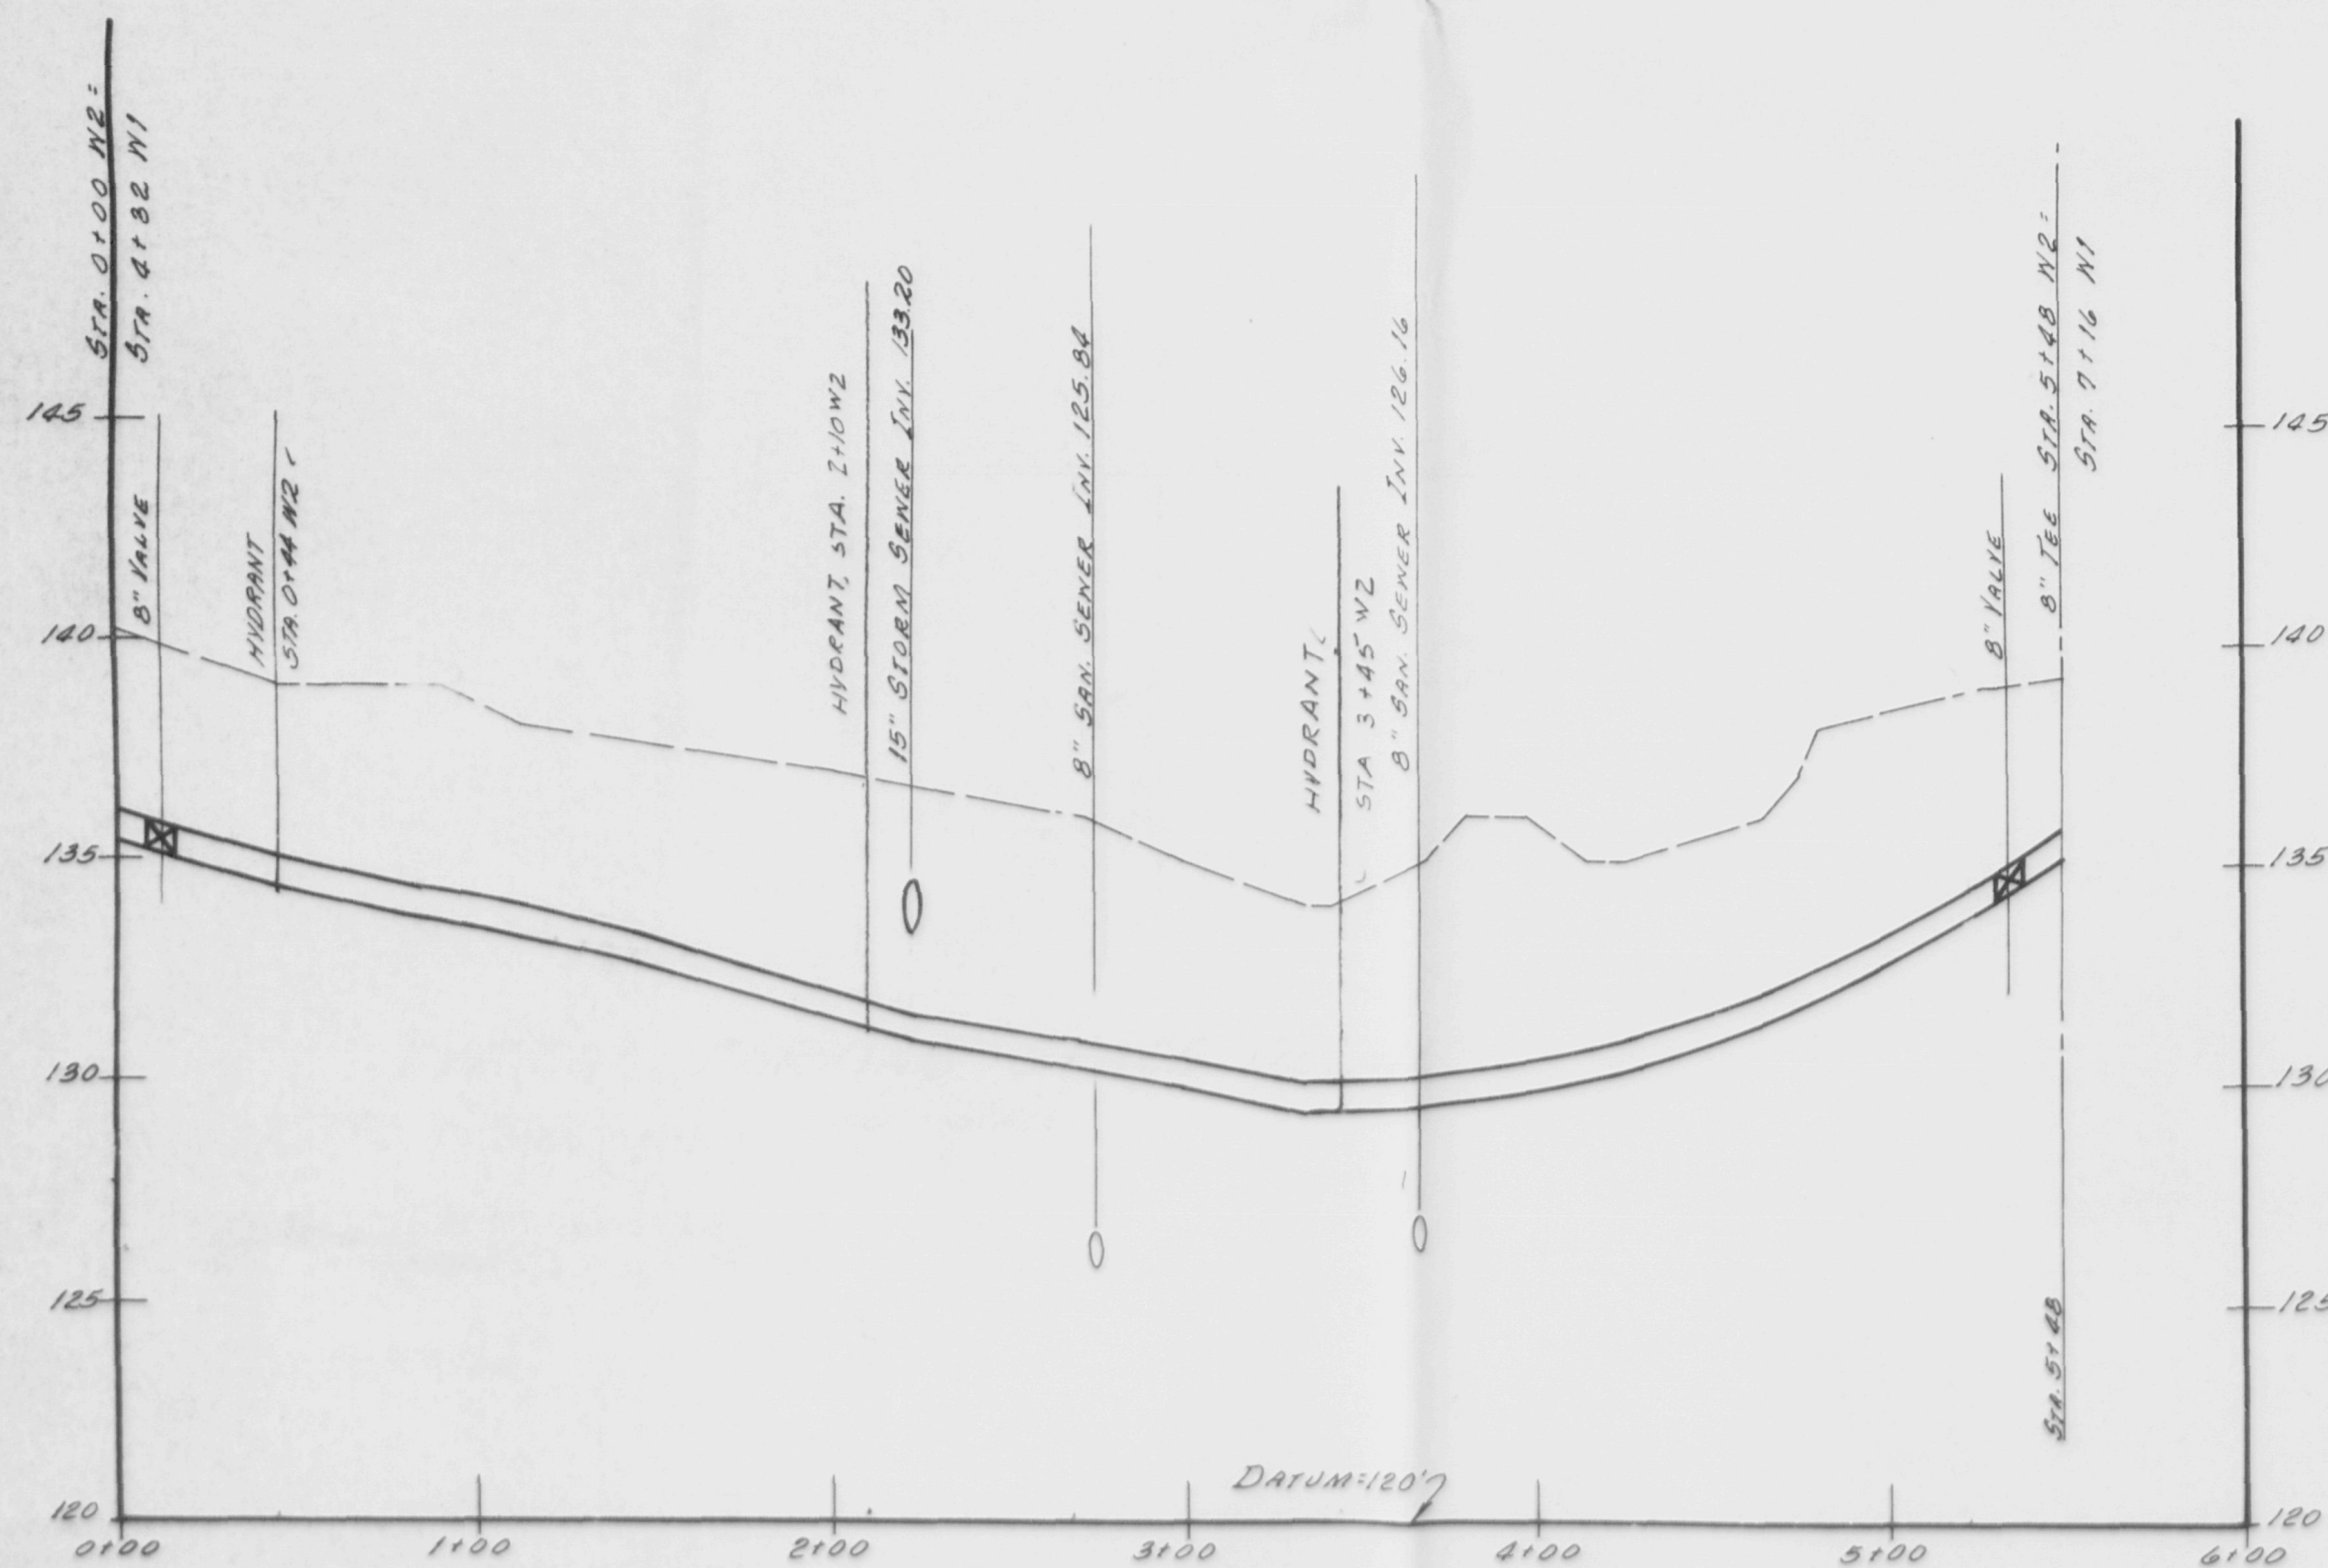 STA. 0+00 W2 =
STA. 4+32 W1
8" VALVE
HYDRANT
STA. 0+44 W2
HYDRANT, STA. 2+10 W2
15" STORM SEWER INV. 133.20
8" SAN. SEWER INV. 125.84
HYDRANT
STA 3+45 W2
8" SAN. SEWER INV. 126.16
8" VALVE
8" TEE STA. 5+48 W2 =
STA. 7+16 W1
STA. 5+48
145
140
135
130
125
120
145
140
135
130
125
120
DATUM=120'
0+00
1+00
2+00
3+00
4+00
5+00
6+00